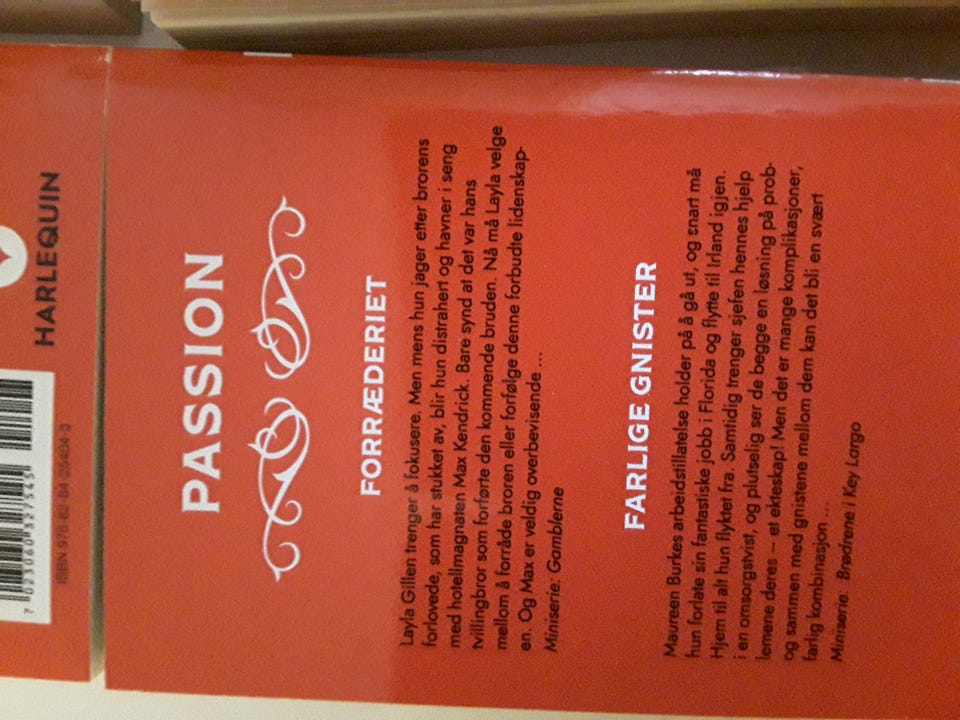 HARLEQUIN
ISBN 978-82-84-25404-3
PASSION
FORRÆDERIET
Layla Gillen trenger å fokusere. Men mens hun jager etter brorens
forlovede, som har stukket av, blir hun distrahert og havner i seng
med hotellmagnaten Max Kendrick. Bare synd at det var hans
tvillingbror som forførte den kommende bruden. Nå må Layla velge
mellom å forråde broren eller forfølge denne forbudte lidenskap-
en. Og Max er veldig overbevisende ...
Miniserie: Gamblerne
FARLIGE GNISTER
Maureen Burkes arbeidstillatelse holder på å gå ut, og snart må
hun forlate sin fantastiske jobb i Florida og flytte til Irland igjen.
Hjem til alt hun flyktet fra. Samtidig trenger sjefen hennes hjelp
i en omsorgstvist, og plutselig ser de begge en løsning på prob-
lemene deres – et ekteskap! Men det er mange komplikasjoner,
og sammen med gnistene mellom dem kan det bli en svært
farlig kombinasjon ...
Miniserie: Brødrene i Key Largo